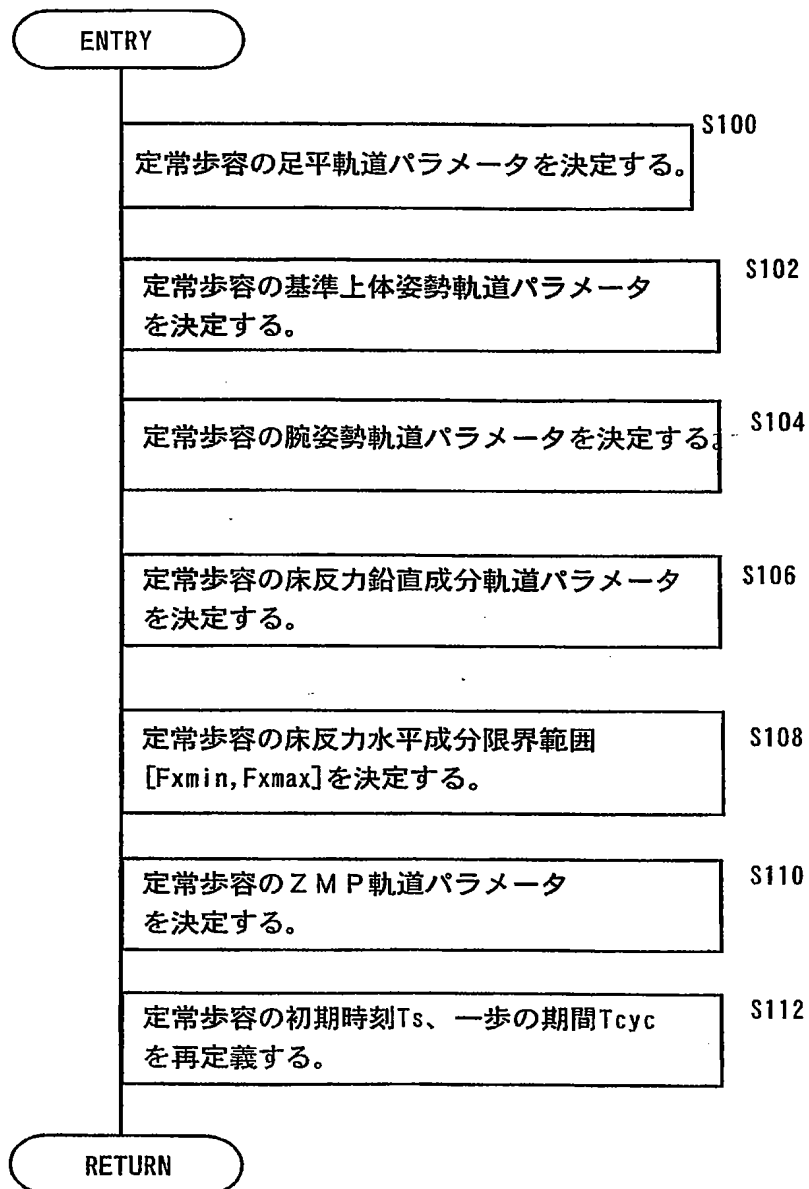 ENTRY
S100
定常歩容の足平軌道パラメータを決定する。
S102
定常歩容の基準上体姿勢軌道パラメータ
を決定する。
S104
定常歩容の腕姿勢軌道パラメータを決定する。
S106
定常歩容の床反力鉛直成分軌道パラメータ
を決定する。
S108
定常歩容の床反力水平成分限界範囲
[Fxmin,Fxmax]を決定する。
S110
定常歩容のＺＭＰ軌道パラメータ
を決定する。
S112
定常歩容の初期時刻Ts、一歩の期間Tcyc
を再定義する。
RETURN